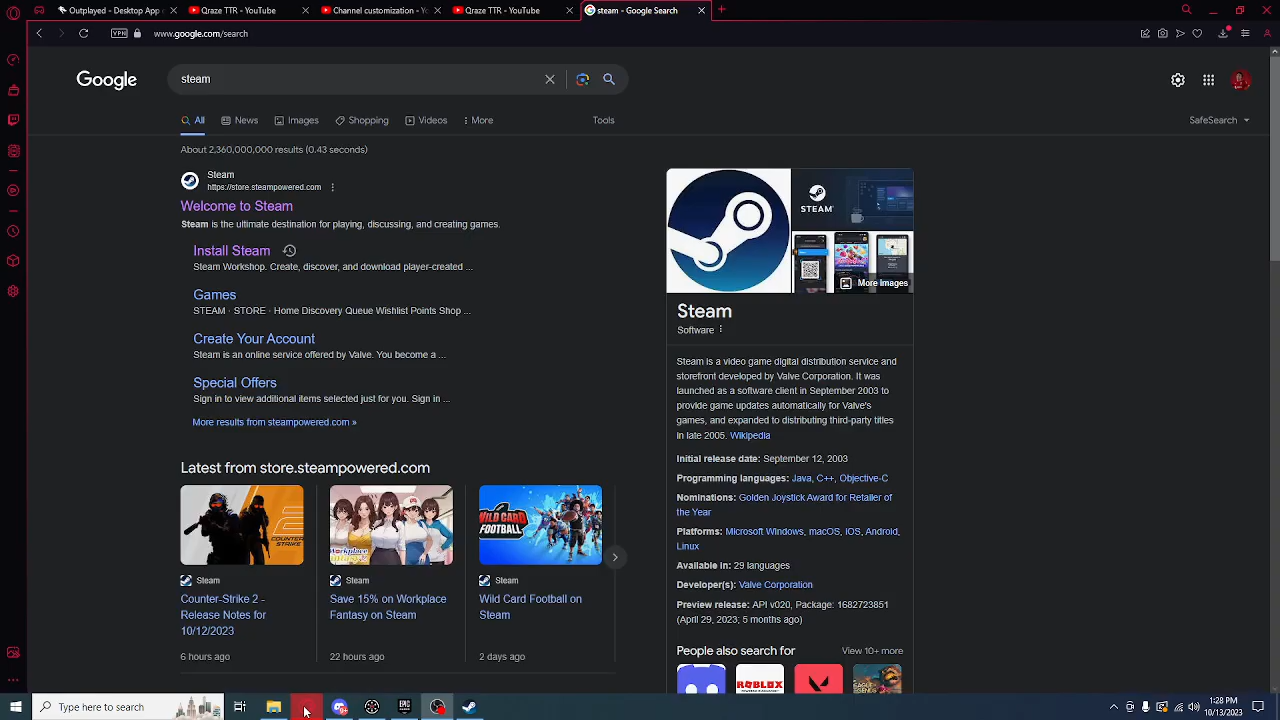 Outplayed - Desktop App
Qraze TTR - YouTube
Channel customization - Yo
Qraze TTR - YouTube
steam - Google Search
VPN
www.google.com/search
Google
steam
All
News
Images
Shopping
Videos
More
Tools
SafeSearch
About 2,360,000,000 results (0.43 seconds)
Steam
https://store.steampowered.com
Welcome to Steam
Steam is the ultimate destination for playing, discussing, and creating games.
Install Steam
Steam Workshop. Create, discover, and download player-created ...
Games
STEAM · STORE · Home Discovery Queue Wishlist Points Shop ...
Create Your Account
Steam is an online service offered by Valve. You become a ...
Special Offers
Sign in to view additional items selected just for you. Sign in ...
More results from steampowered.com »
Latest from store.steampowered.com
COUNTER
STRIKE
Workplace
Fantasy
WILD CARD
FOOTBALL
Steam
Counter-Strike 2 -
Release Notes for
10/12/2023
6 hours ago
Steam
Save 15% on Workplace
Fantasy on Steam
22 hours ago
Steam
Wild Card Football on
Steam
2 days ago
STEAM
More Images
Steam
Software
Steam is a video game digital distribution service and
storefront developed by Valve Corporation. It was
launched as a software client in September 2003 to
provide game updates automatically for Valve's
games, and expanded to distributing third-party titles
in late 2005. Wikipedia
Initial release date: September 12, 2003
Programming languages: Java, C++, Objective-C
Nominations: Golden Joystick Award for Retailer of
the Year
Platforms: Microsoft Windows, macOS, iOS, Android,
Linux
Available in: 29 languages
Developer(s): Valve Corporation
Preview release: API v020, Package: 1682723851
(April 29, 2023; 5 months ago)
People also search for
View 10+ more
ROBLOX
Type here to search
EPIC
1:28 PM
10/13/2023